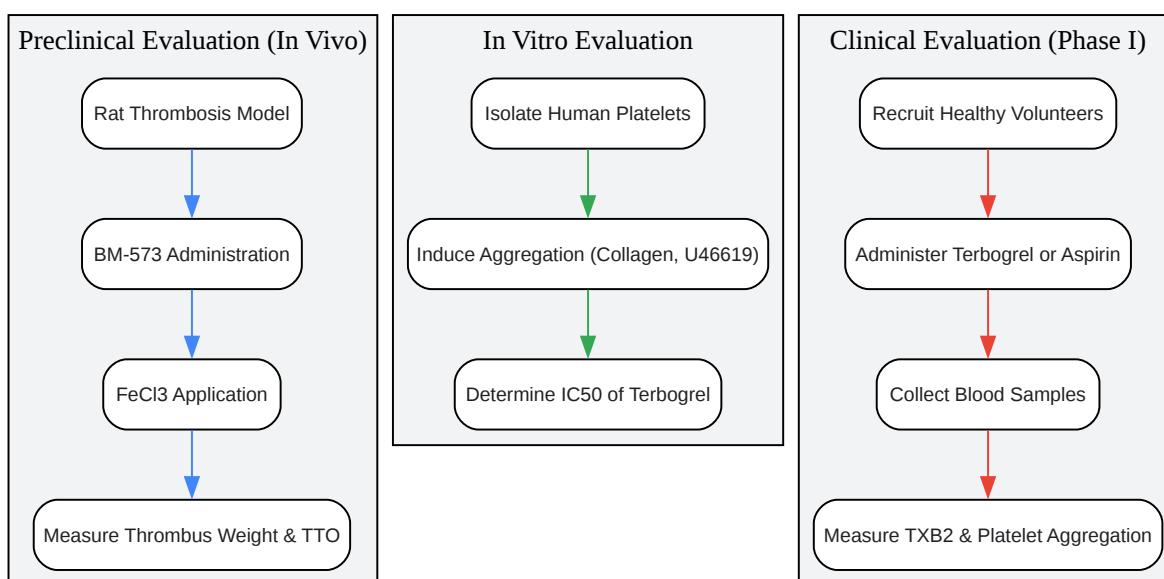 Preclinical Evaluation (In Vivo)
Rat Thrombosis Model
BM-573 Administration
FeCl3 Application
Measure Thrombus Weight & TTO
In Vitro Evaluation
Isolate Human Platelets
Induce Aggregation (Collagen, U46619)
Determine IC50 of Terbogrel
Clinical Evaluation (Phase I)
Recruit Healthy Volunteers
Administer Terbogrel or Aspirin
Collect Blood Samples
Measure TXB2 & Platelet Aggregation